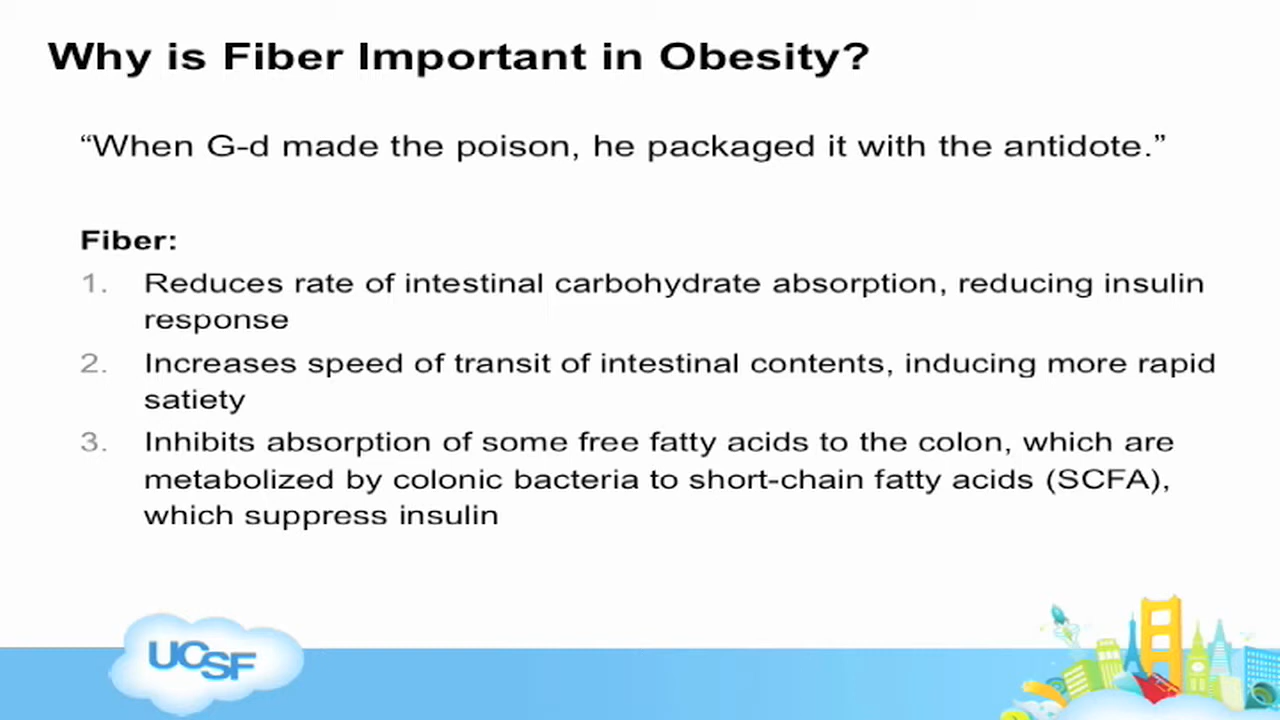 Why is Fiber Important in Obesity?
“When G-d made the poison, he packaged it with the antidote.”
Fiber:
1. Reduces rate of intestinal carbohydrate absorption, reducing insulin
response
2. Increases speed of transit of intestinal contents, inducing more rapid
satiety
3. Inhibits absorption of some free fatty acids to the colon, which are
metabolized by colonic bacteria to short-chain fatty acids (SCFA),
which suppress insulin
UCSF